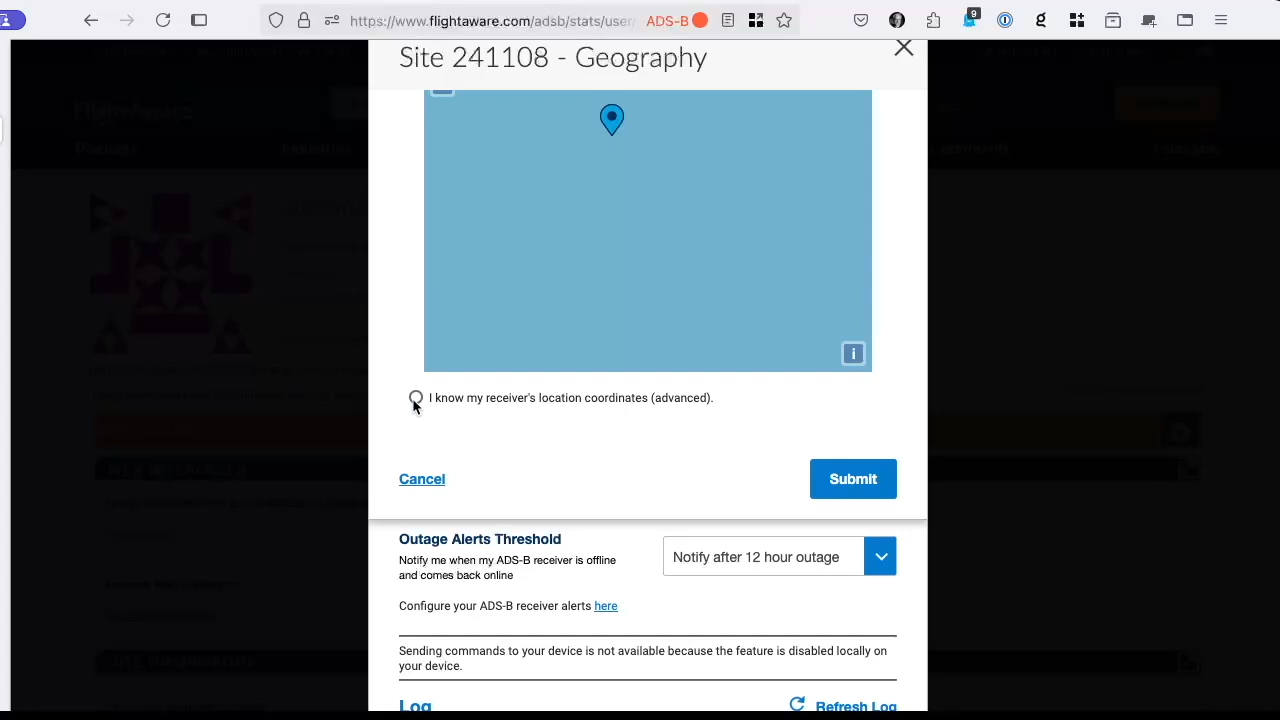 https://www.flightaware.com/adsb/stats/user/
ADS-B
9
g
Site 241108 - Geography
i
I know my receiver's location coordinates (advanced).
Cancel
Submit
Outage Alerts Threshold
Notify me when my ADS-B receiver is offline
and comes back online
Notify after 12 hour outage
Configure your ADS-B receiver alerts here
Sending commands to your device is not available because the feature is disabled locally on
your device.
Log
Refresh Log